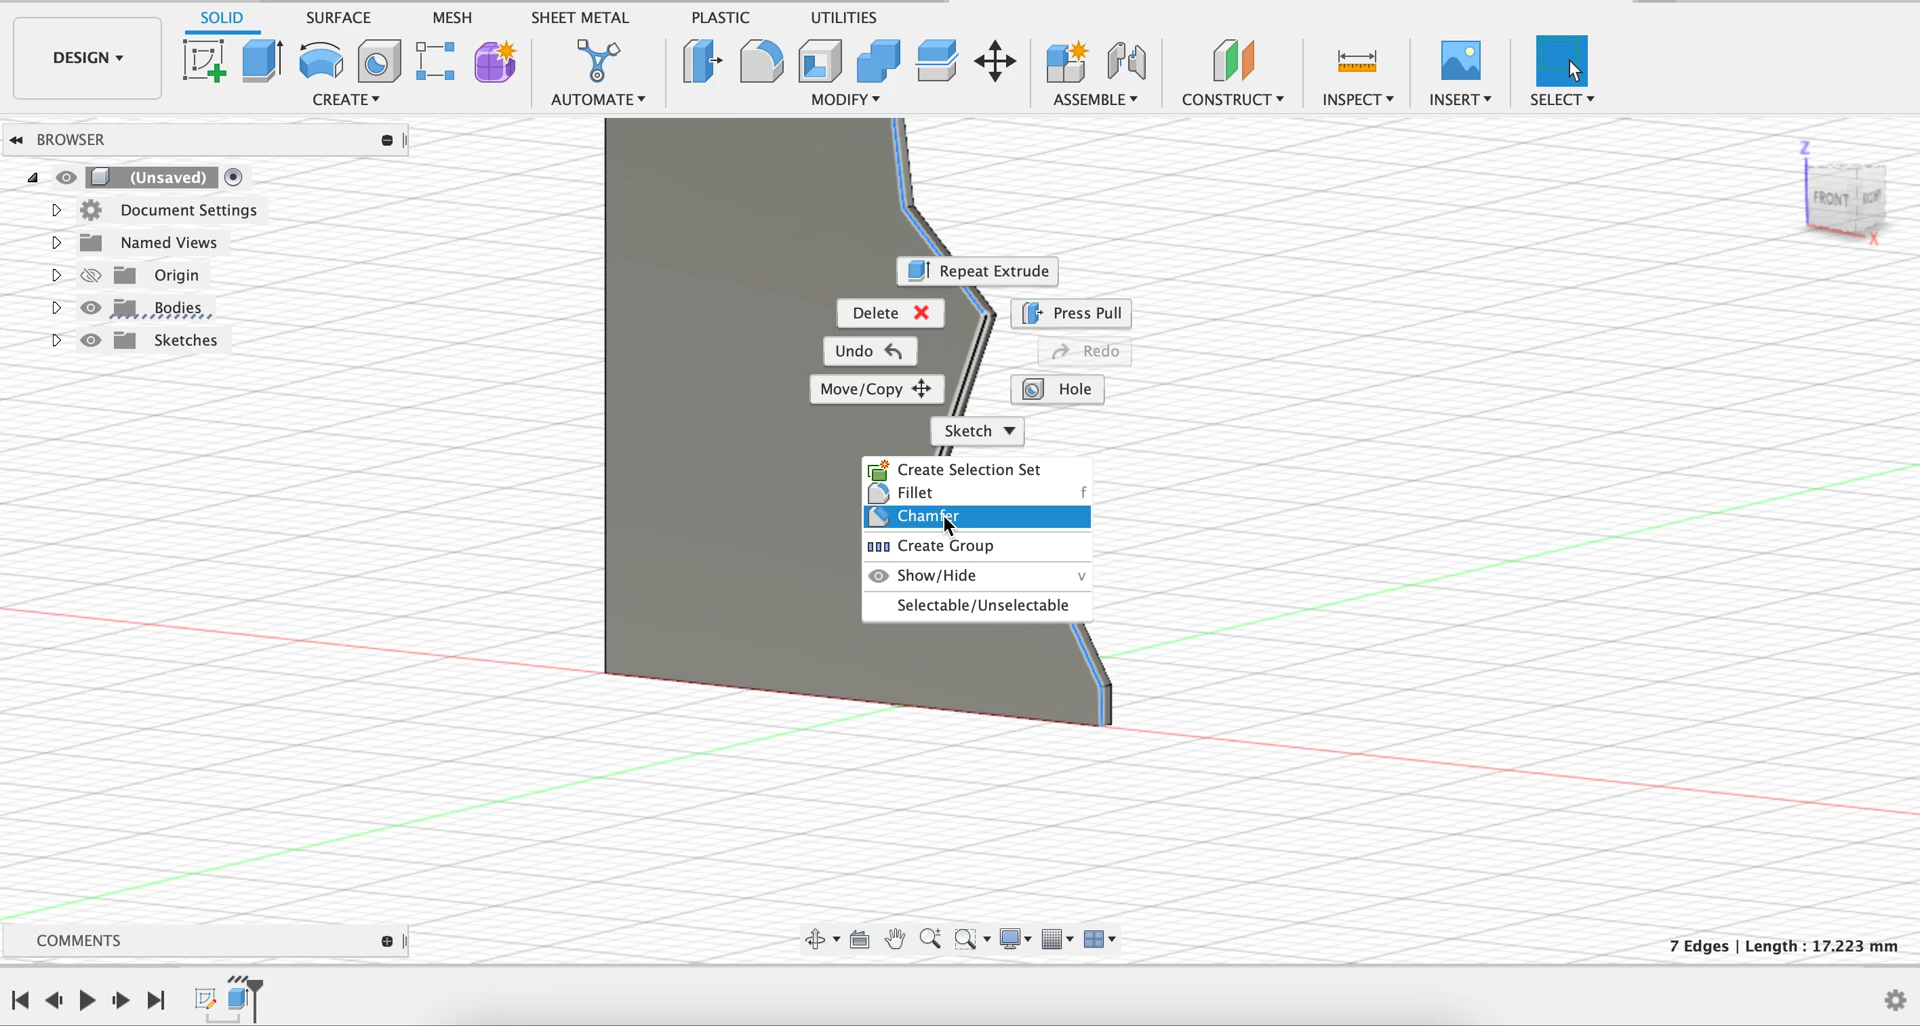 DESIGN
SOLID
SURFACE
MESH
SHEET METAL
PLASTIC
UTILITIES
CREATE
AUTOMATE
MODIFY
ASSEMBLE
CONSTRUCT
INSPECT
INSERT
SELECT
BROWSER
(Unsaved)
Document Settings
Named Views
Origin
Bodies
Sketches
Z
FRONT
RIGHT
X
Repeat Extrude
Delete
Press Pull
Undo
Redo
Move/Copy
Hole
Sketch
Create Selection Set
Fillet f
Chamfer
Create Group
Show/Hide v
Selectable/Unselectable
COMMENTS
7 Edges | Length : 17.223 mm